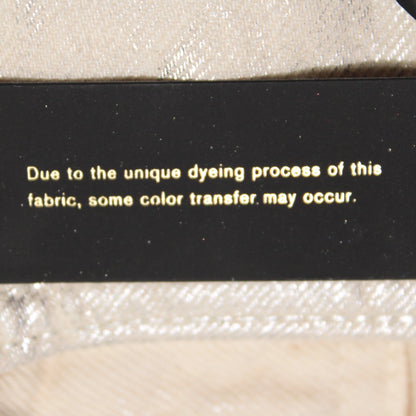 Due to the unique dyeing process of this
fabric, some color transfer may occur.